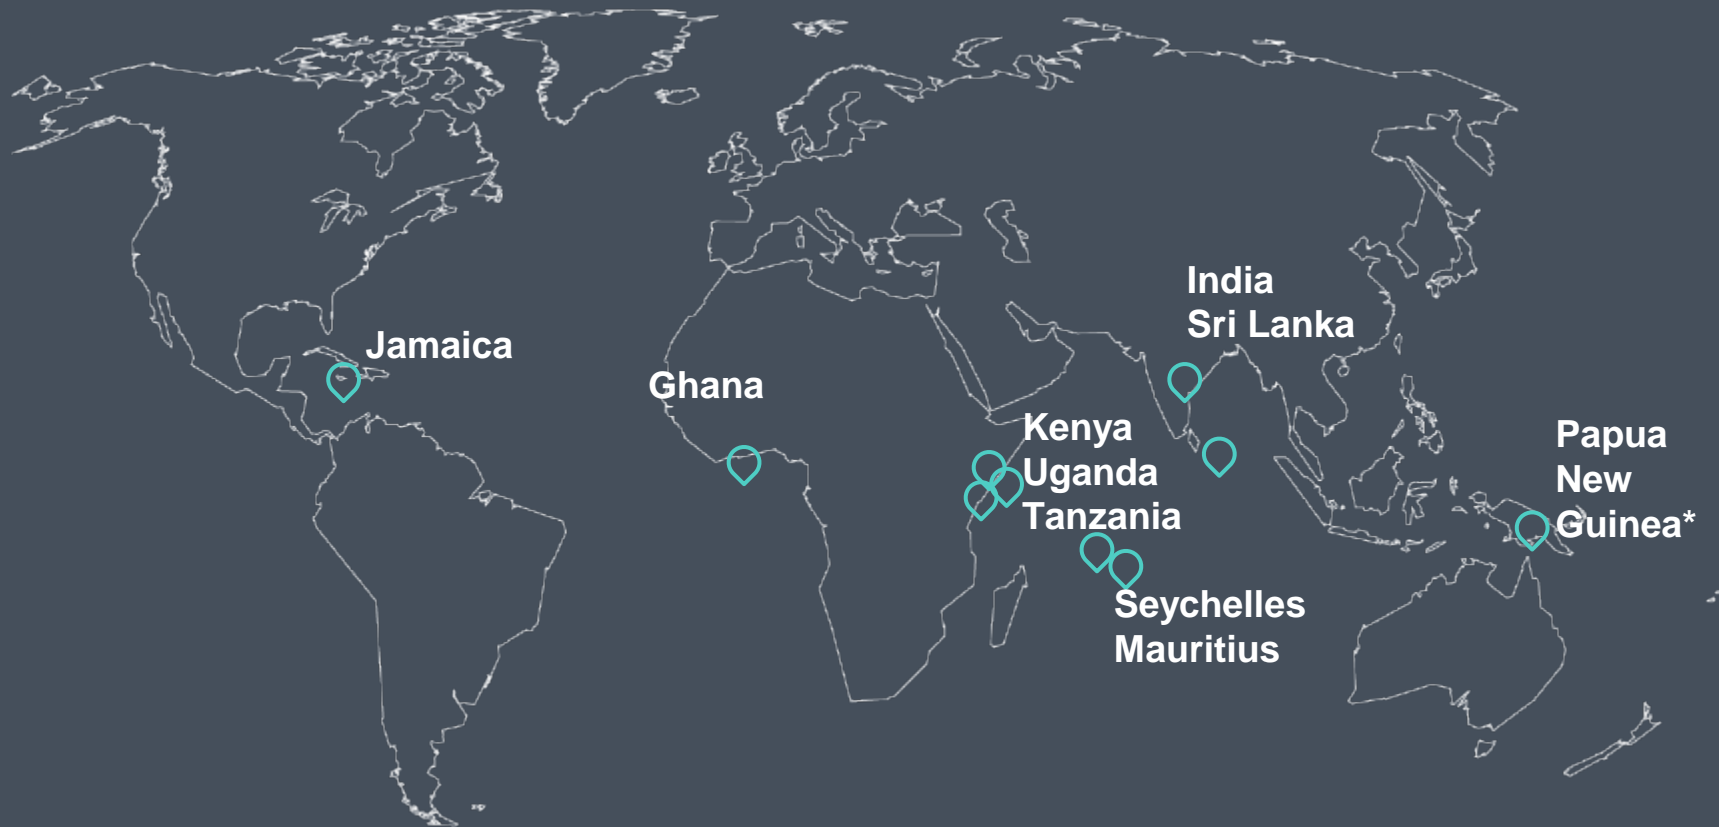 India
Sri Lanka
Jamaica
Ghana
Kenya
Uganda
Tanzania
Papua
New
Guinea*
Seychelles
Mauritius